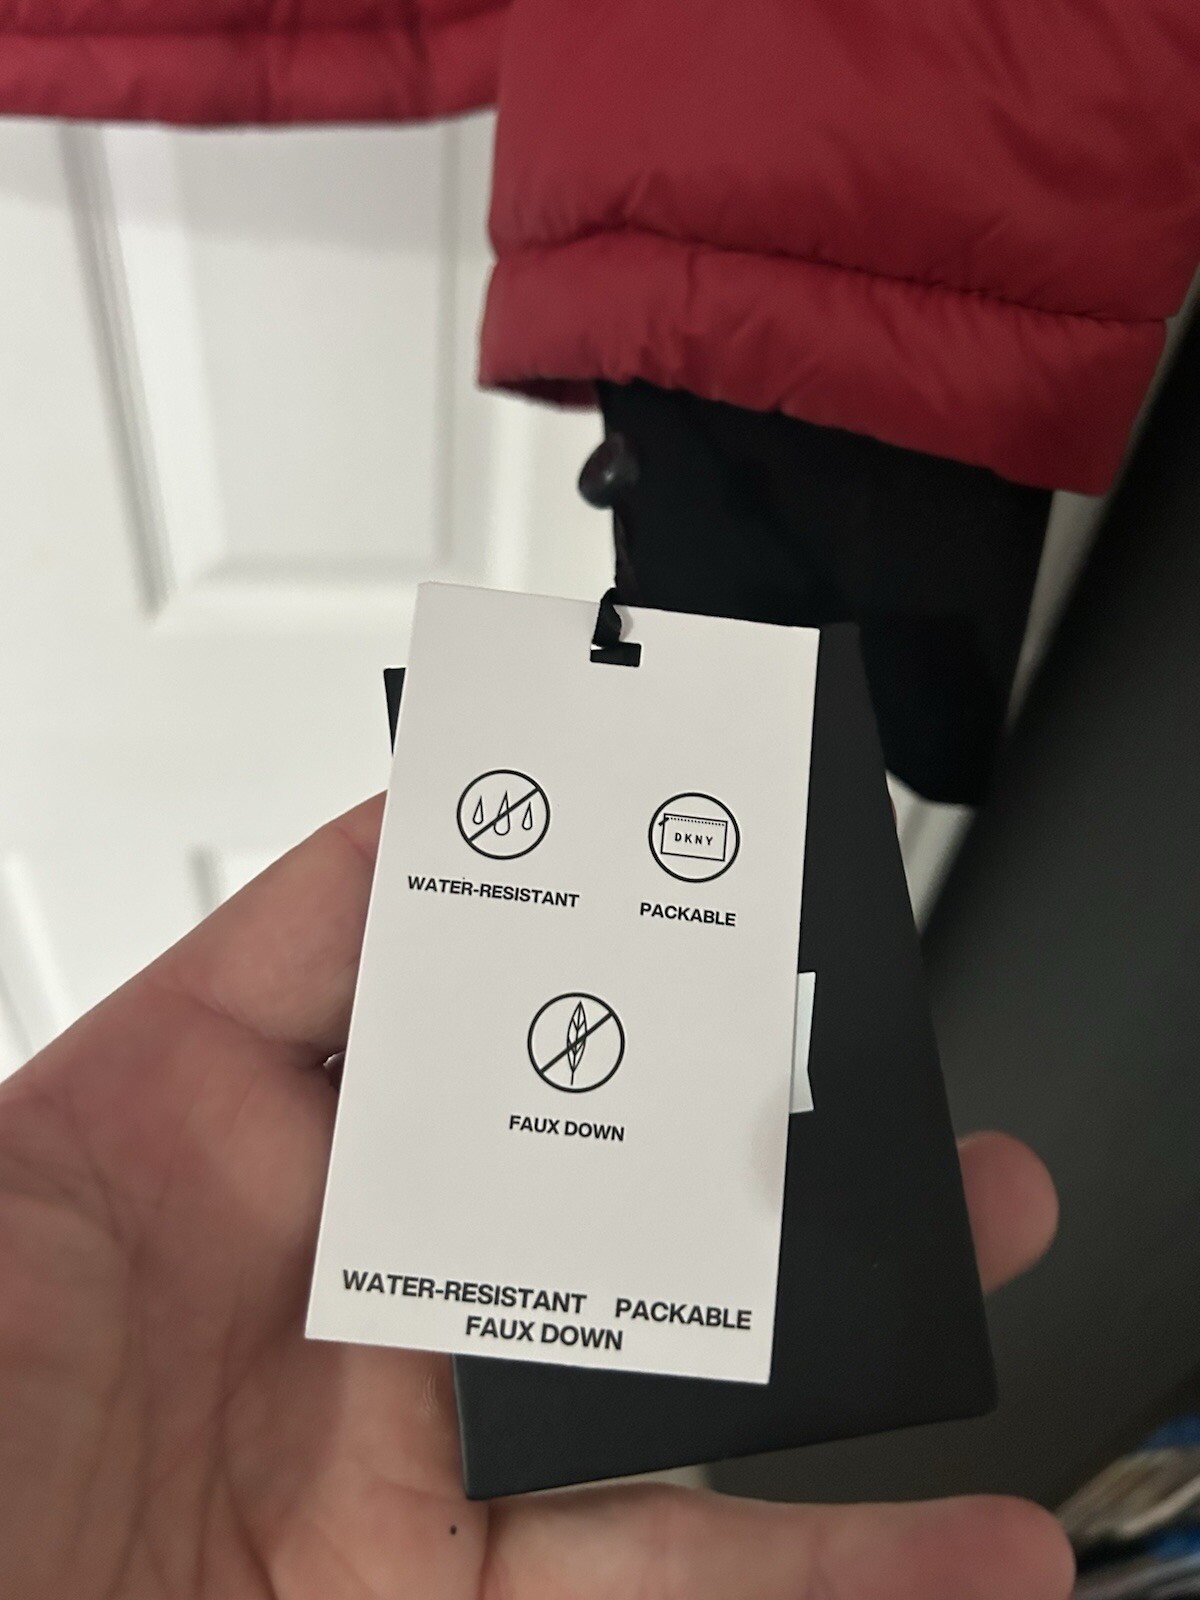 DKNY
WATER-RESISTANT
PACKABLE
FAUX DOWN
WATER-RESISTANT PACKABLE
FAUX DOWN